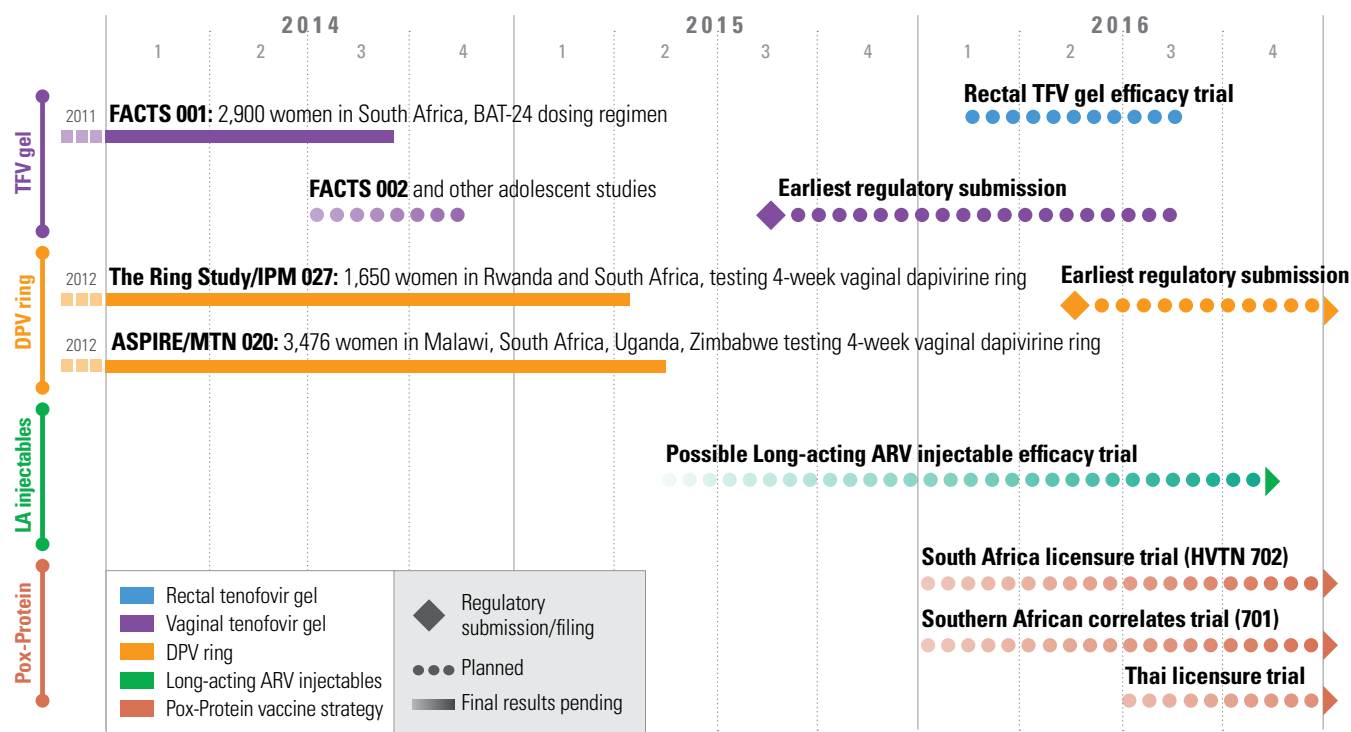 2014
2015
2016
1 2 3 4 1 2 3 4 1 2 3 4
TFV gel
Rectal TFV gel efficacy trial
2011 FACTS 001: 2,900 women in South Africa, BAT-24 dosing regimen
FACTS 002 and other adolescent studies
Earliest regulatory submission
DPV ring
2012 The Ring Study/IPM 027: 1,650 women in Rwanda and South Africa, testing 4-week vaginal dapivirine ring
Earliest regulatory submission
2012 ASPIRE/MTN 020: 3,476 women in Malawi, South Africa, Uganda, Zimbabwe testing 4-week vaginal dapivirine ring
LA injectables
Possible Long-acting ARV injectable efficacy trial
Pox-Protein
South Africa licensure trial (HVTN 702)
Southern African correlates trial (701)
Thai licensure trial
Rectal tenofovir gel
Vaginal tenofovir gel
DPV ring
Long-acting ARV injectables
Pox-Protein vaccine strategy
Regulatory
submission/filing
Planned
Final results pending